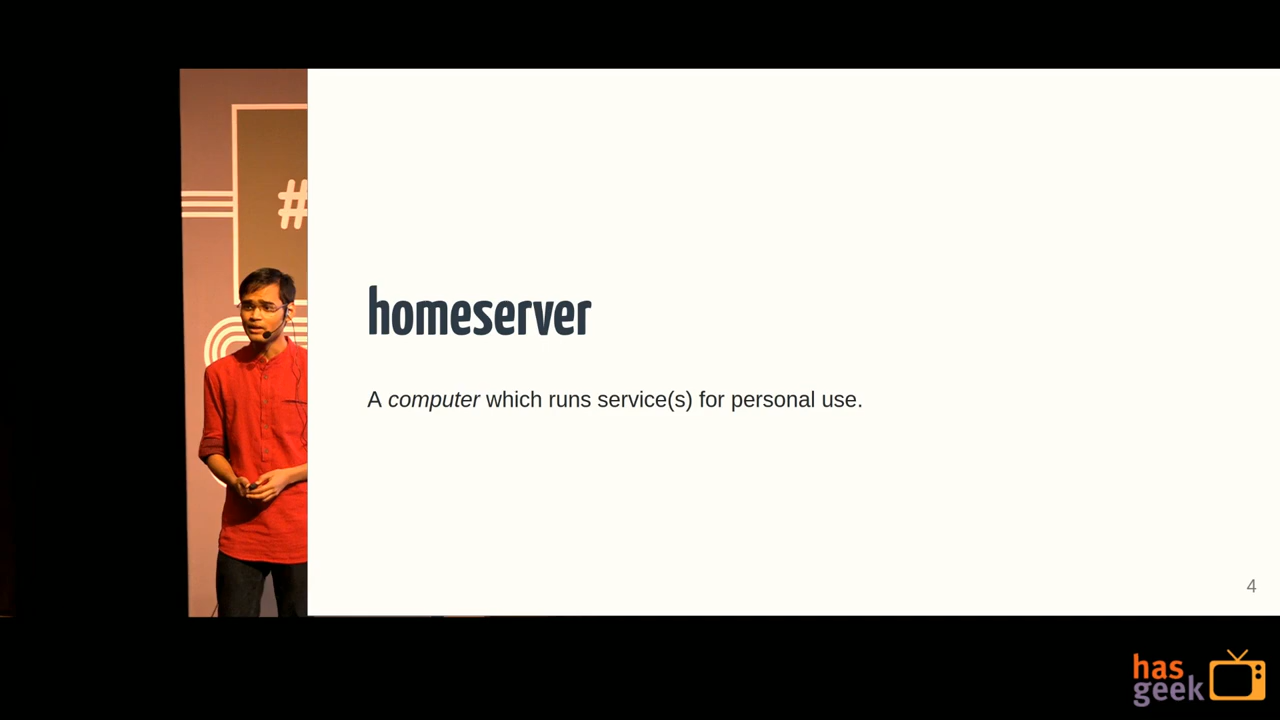 #
homeserver
A computer which runs service(s) for personal use.
4
has
geek